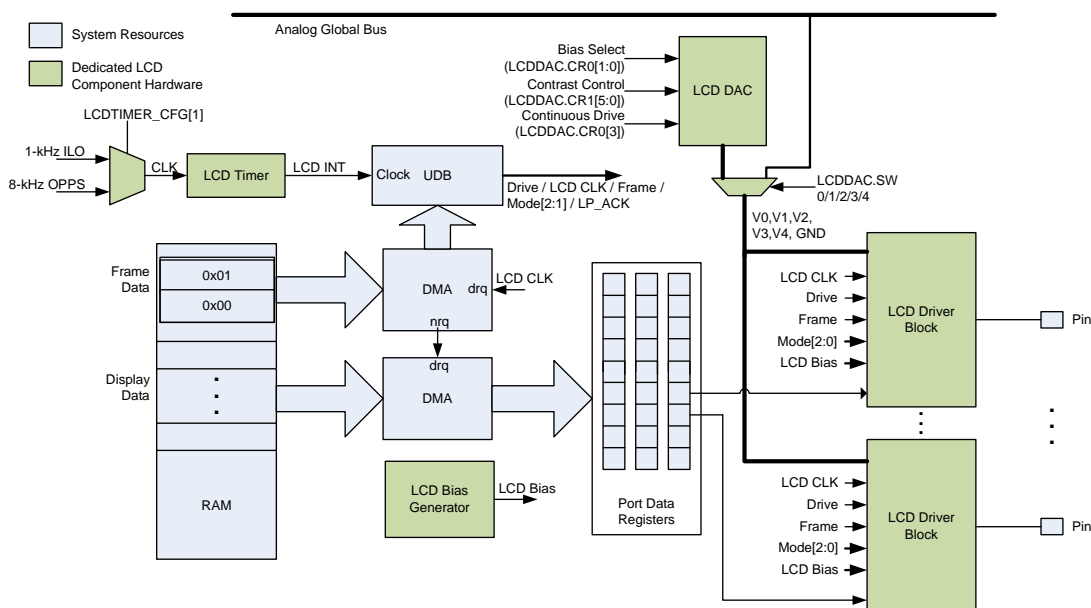 Analog Global Bus
System Resources
Dedicated LCD
Component Hardware
LCDTIMER_CFG[1]
1-kHz ILO
8-kHz OPPS
CLK
LCD Timer
LCD INT
Clock
UDB
Drive / LCD CLK / Frame /
Mode[2:1] / LP_ACK
Bias Select
(LCDDAC.CR0[1:0])
Contrast Control
(LCDDAC.CR1[5:0])
Continuous Drive
(LCDDAC.CR0[3])
LCD DAC
LCDDAC.SW
0/1/2/3/4
V0,V1,V2,
V3,V4, GND
Frame
Data
0x01
0x00
DMA
drq
LCD CLK
nrq
Display
Data
drq
DMA
RAM
LCD Bias
Generator
LCD Bias
Port Data
Registers
LCD CLK
Drive
Frame
Mode[2:0]
LCD Bias
LCD Driver
Block
Pin
LCD CLK
Drive
Frame
Mode[2:0]
LCD Bias
LCD Driver
Block
Pin